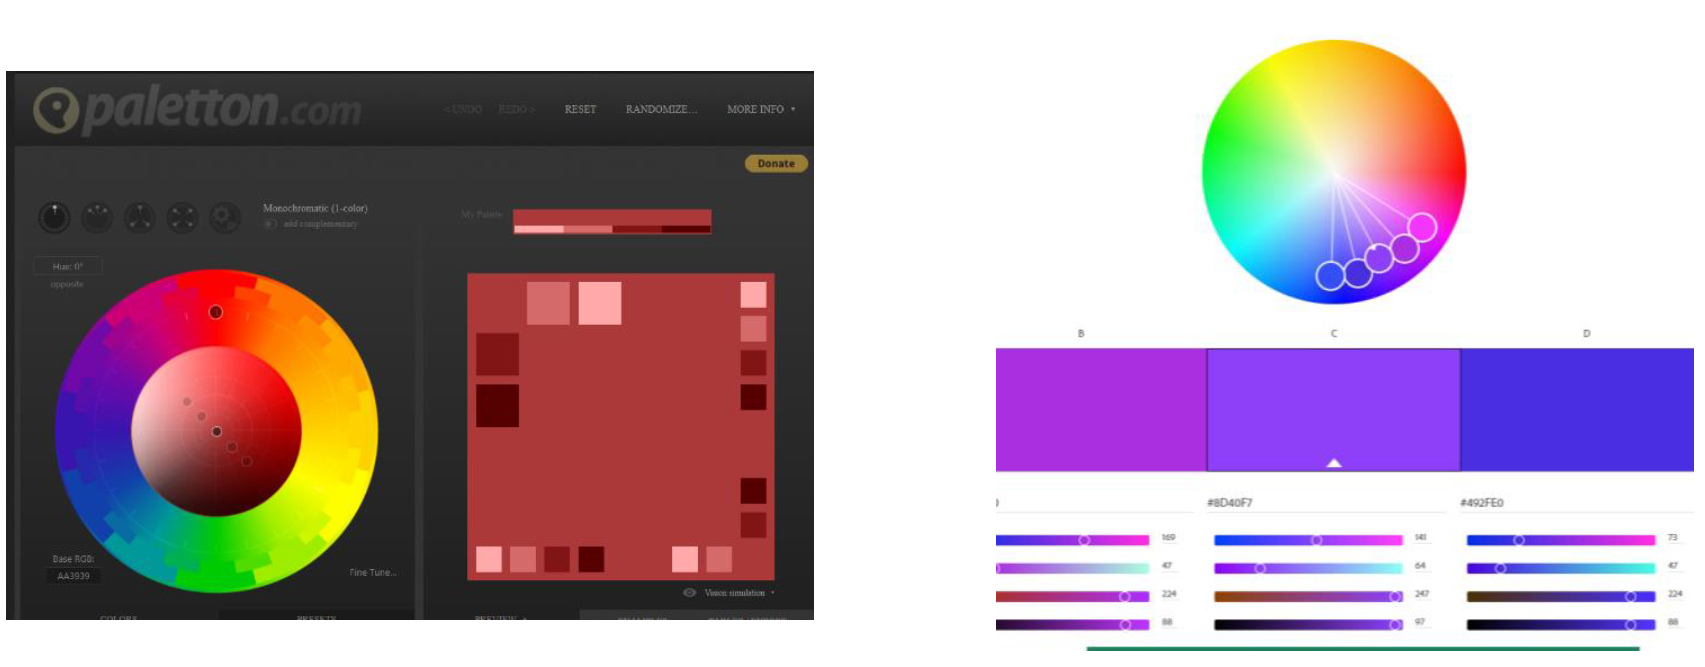 paletton.com
< UNDO REDO > RESET RANDOMIZE... MORE INFO
Donate
Monochromatic (1-color)
add complementary
My Palette
Hue: 0°
opposite
Base RGB:
AA3939
Fine Tune...
Vision simulation
COLORS PRESETS PREVIEW
B C D
#8D40F7 #492FE0
169 141 73
47 64 47
224 247 224
88 97 88